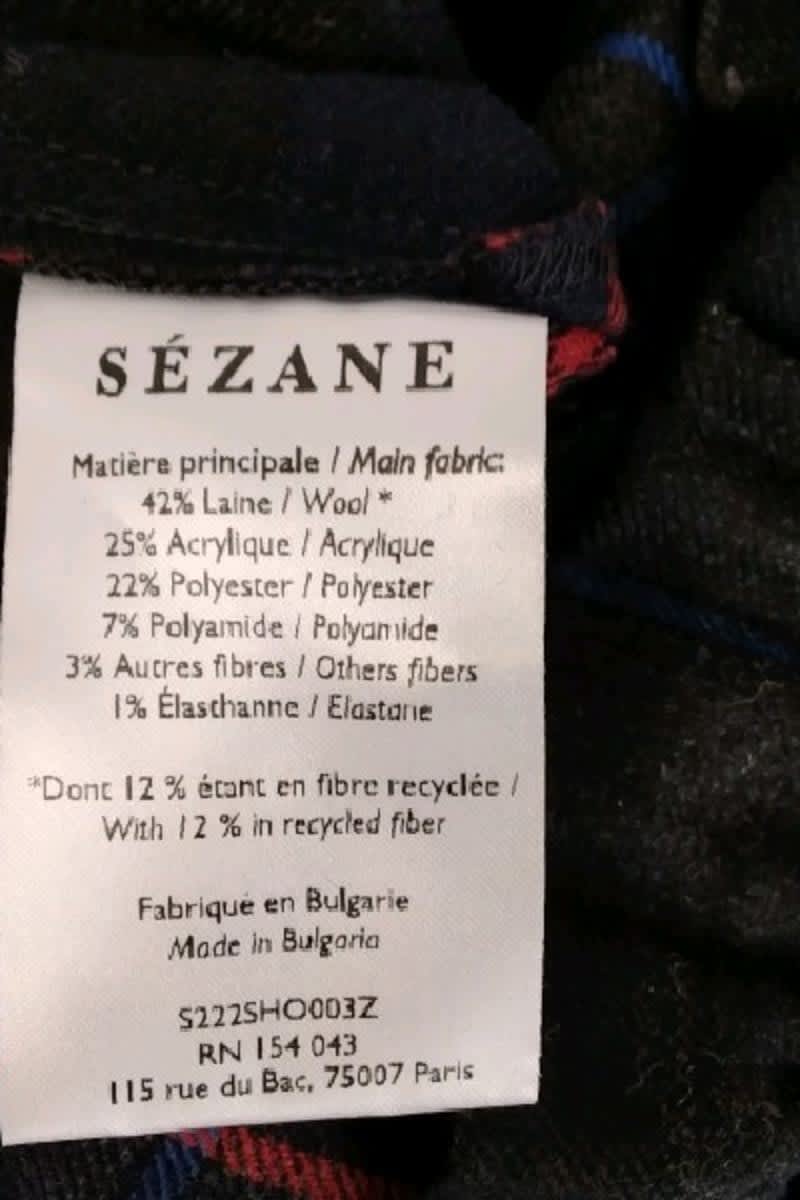 SÉZANE
Matière principale / Main fabric:
42% Laine / Wool *
25% Acrylique / Acrylique
22% Polyester / Polyester
7% Polyamide / Polyamide
3% Autres fibres / Others fibers
1% Élasthanne / Elastane
*Dont 12 % étant en fibre recyclée /
With 12 % in recycled fiber
Fabriqué en Bulgarie
Made in Bulgaria
S222SHO003Z
RN 154 043
115 rue du Bac, 75007 Paris